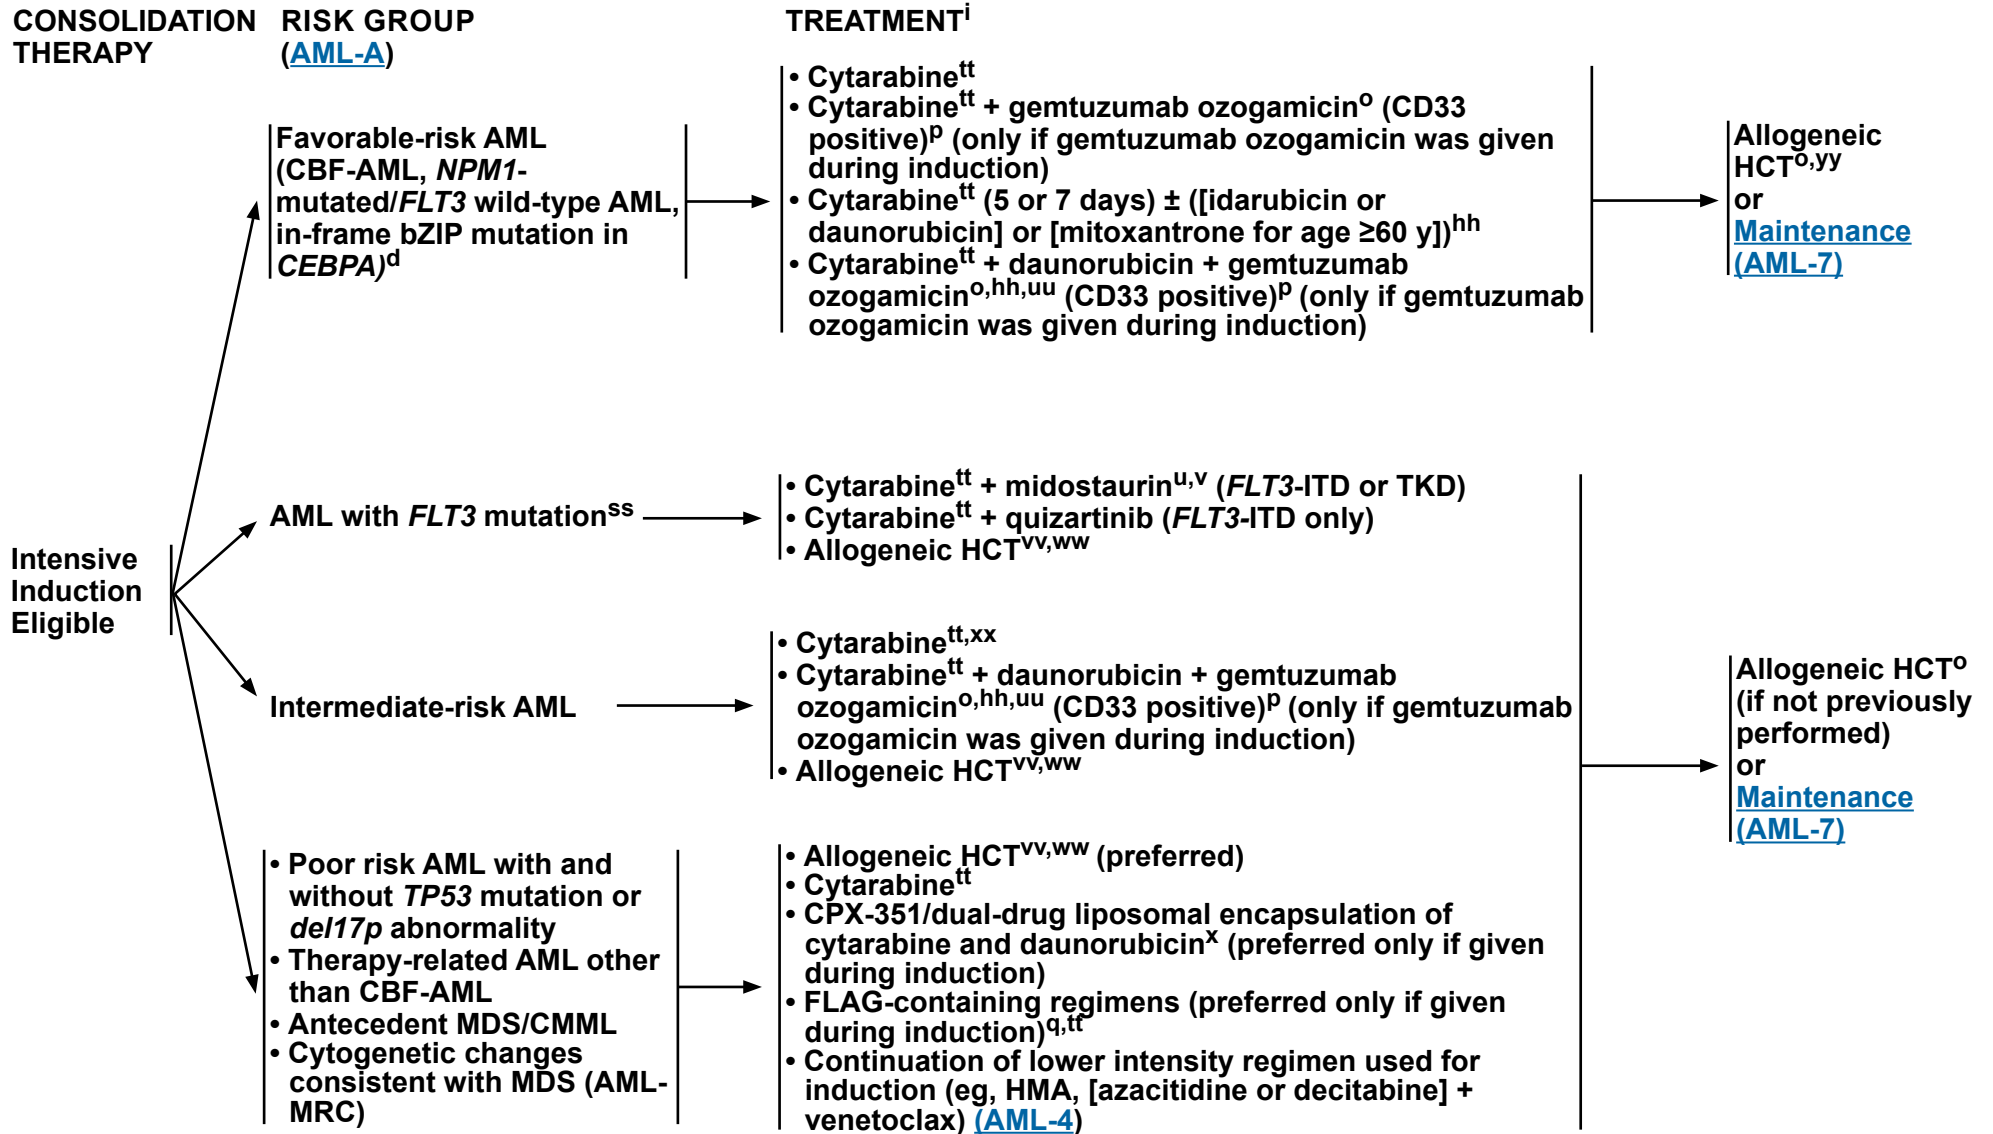 CONSOLIDATION
THERAPY
RISK GROUP
(AML-A)
TREATMENTi
Intensive
Induction
Eligible
Favorable-risk AML
(CBF-AML, NPM1-
mutated/FLT3 wild-type AML,
in-frame bZIP mutation in
CEBPA)d
• Cytarabinett
• Cytarabinett + gemtuzumab ozogamicino (CD33
positive)p (only if gemtuzumab ozogamicin was given
during induction)
• Cytarabinett (5 or 7 days) ± ([idarubicin or
daunorubicin] or [mitoxantrone for age ≥60 y])hh
• Cytarabinett + daunorubicin + gemtuzumab
ozogamicino,hh,uu (CD33 positive)p (only if gemtuzumab
ozogamicin was given during induction)
Allogeneic
HCTo,yy
or
Maintenance
(AML-7)
AML with FLT3 mutationss
• Cytarabinett + midostaurinu,v (FLT3-ITD or TKD)
• Cytarabinett + quizartinib (FLT3-ITD only)
• Allogeneic HCTvv,ww
Intermediate-risk AML
• Cytarabinett,xx
• Cytarabinett + daunorubicin + gemtuzumab
ozogamicino,hh,uu (CD33 positive)p (only if gemtuzumab
ozogamicin was given during induction)
• Allogeneic HCTvv,ww
• Poor risk AML with and
without TP53 mutation or
del17p abnormality
• Therapy-related AML other
than CBF-AML
• Antecedent MDS/CMML
• Cytogenetic changes
consistent with MDS (AML-
MRC)
• Allogeneic HCTvv,ww (preferred)
• Cytarabinett
• CPX-351/dual-drug liposomal encapsulation of
cytarabine and daunorubicinx (preferred only if given
during induction)
• FLAG-containing regimens (preferred only if given
during induction)q,tt
• Continuation of lower intensity regimen used for
induction (eg, HMA, [azacitidine or decitabine] +
venetoclax) (AML-4)
Allogeneic HCTo
(if not previously
performed)
or
Maintenance
(AML-7)